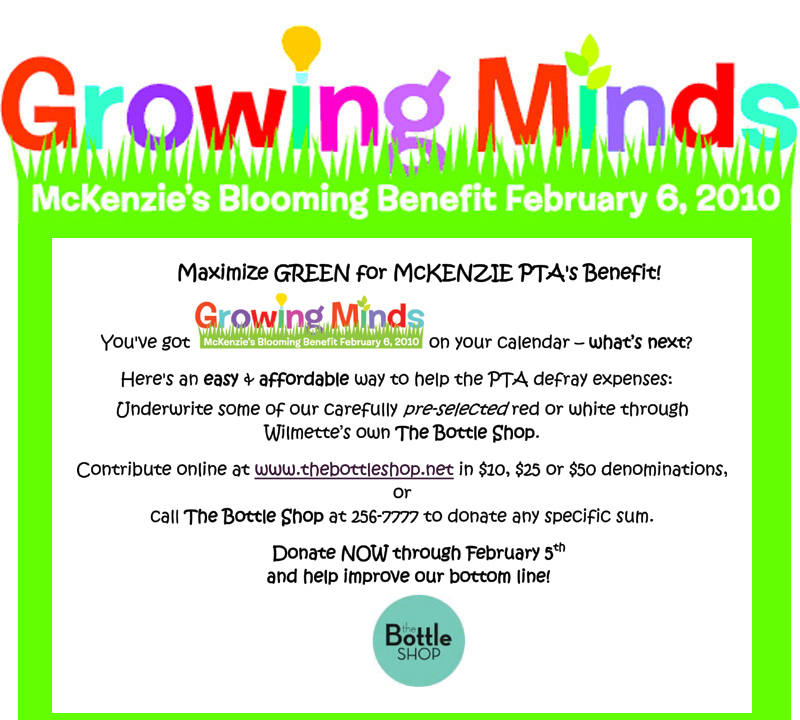 Growing Minds
McKenzie's Blooming Benefit February 6, 2010
Maximize GREEN for McKENZIE PTA's Benefit!
You've got Growing Minds McKenzie's Blooming Benefit February 6, 2010 on your calendar – what's next?
Here's an easy & affordable way to help the PTA defray expenses:
Underwrite some of our carefully pre-selected red or white through
Wilmette's own The Bottle Shop.
Contribute online at www.thebottleshop.net in $10, $25 or $50 denominations,
or
call The Bottle Shop at 256-7777 to donate any specific sum.
Donate NOW through February 5th
and help improve our bottom line!
the
Bottle
SHOP